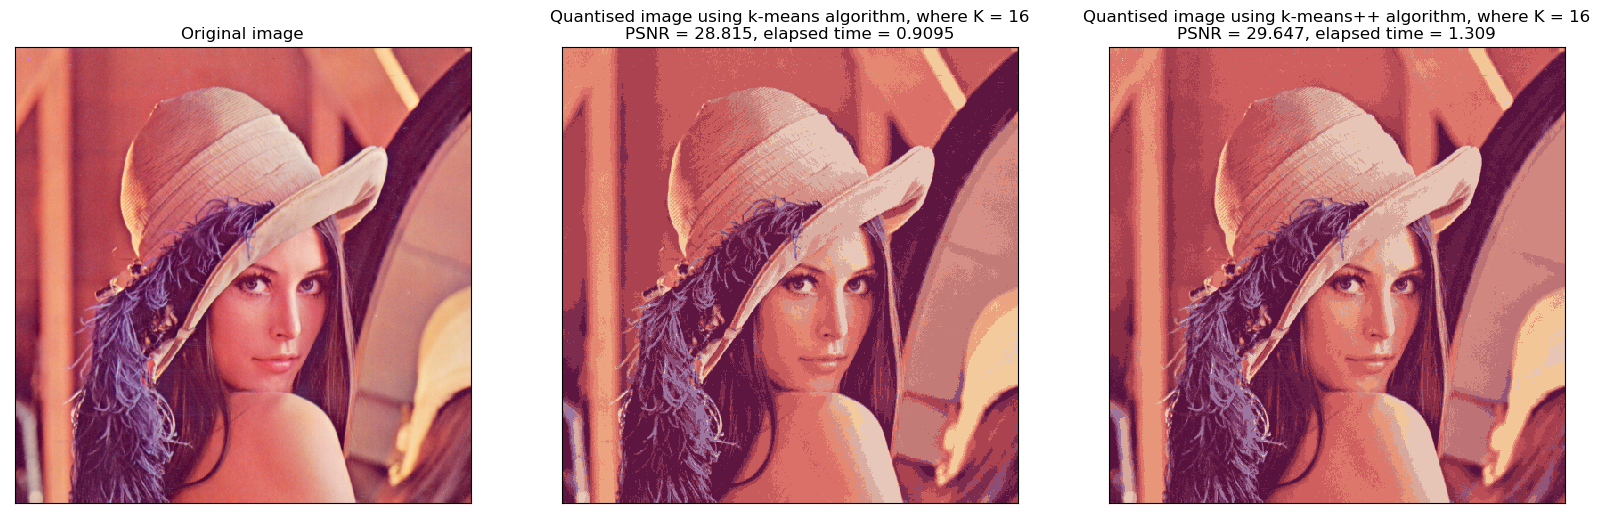 Original image
Quantised image using k-means algorithm, where K = 16
PSNR = 28.815, elapsed time = 0.9095
Quantised image using k-means++ algorithm, where K = 16
PSNR = 29.647, elapsed time = 1.309